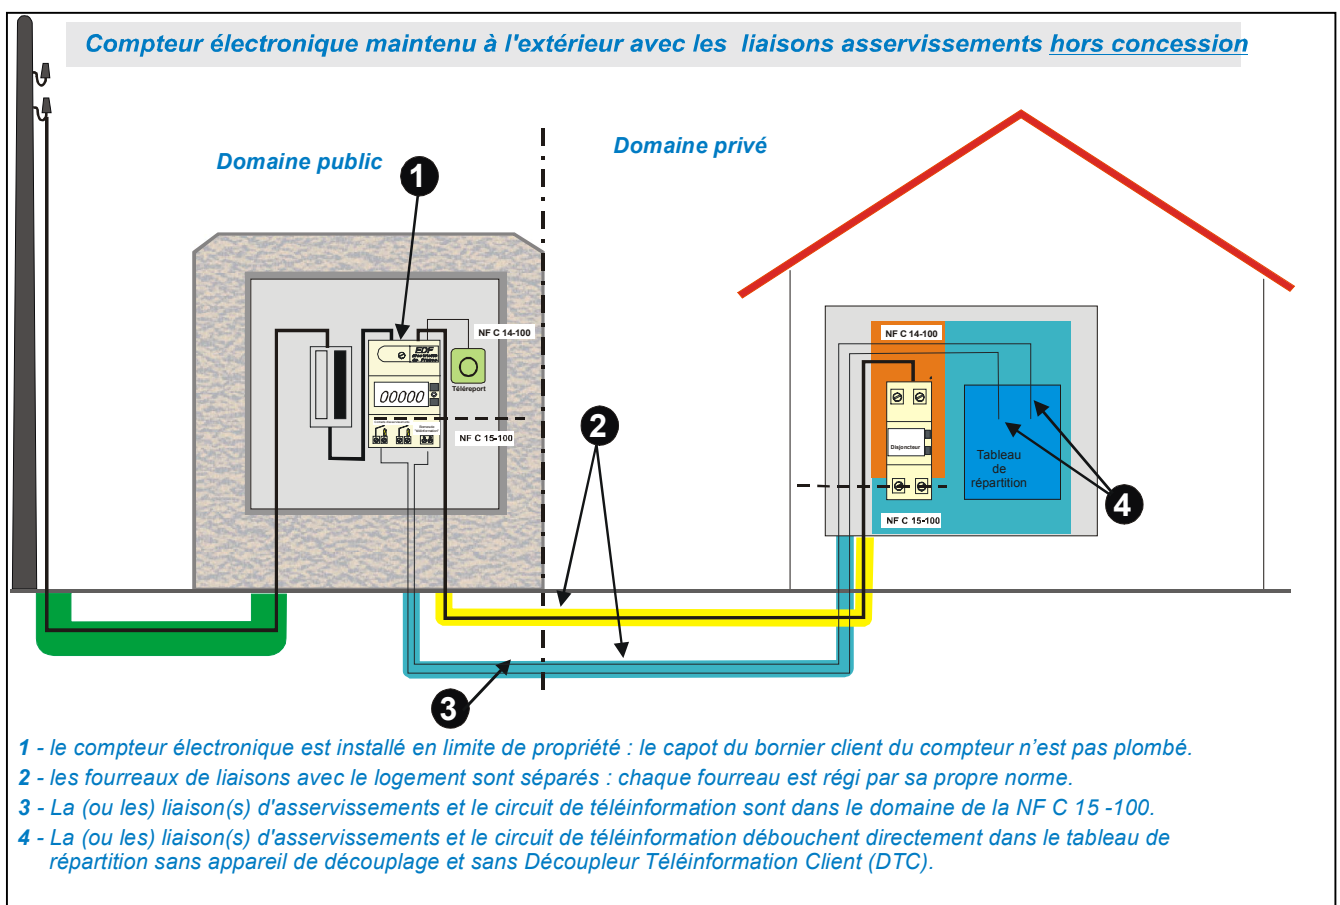 Compteur électronique maintenu à l'extérieur avec les liaisons asservissements hors concession
Domaine public
Domaine privé
1
NF C 14-100
EDF
Electricité
de France
00000
Téléreport
NF C 15-100
2
3
NF C 14-100
Disjoncteur
Tableau
de
répartition
NF C 15-100
4
1 - le compteur électronique est installé en limite de propriété : le capot du bornier client du compteur n’est pas plombé.
2 - les fourreaux de liaisons avec le logement sont séparés : chaque fourreau est régi par sa propre norme.
3 - La (ou les) liaison(s) d'asservissements et le circuit de téléinformation sont dans le domaine de la NF C 15 -100.
4 - La (ou les) liaison(s) d'asservissements et le circuit de téléinformation débouchent directement dans le tableau de
répartition sans appareil de découplage et sans Découpleur Téléinformation Client (DTC).